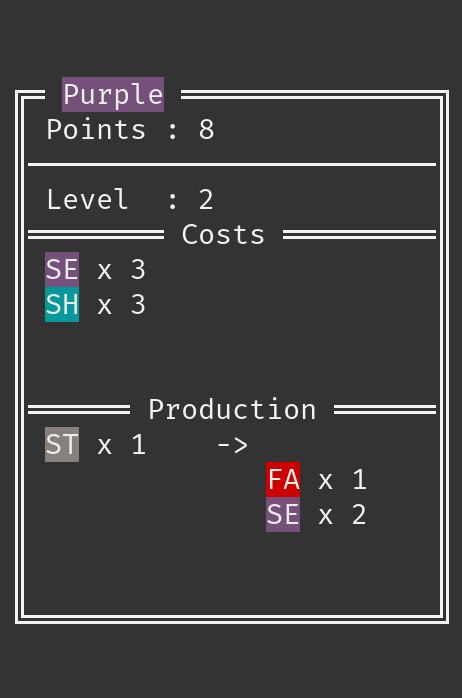 Purple
Points : 8
Level  : 2
Costs
SE x 3
SH x 3
Production
ST x 1    ->
FA x 1
SE x 2